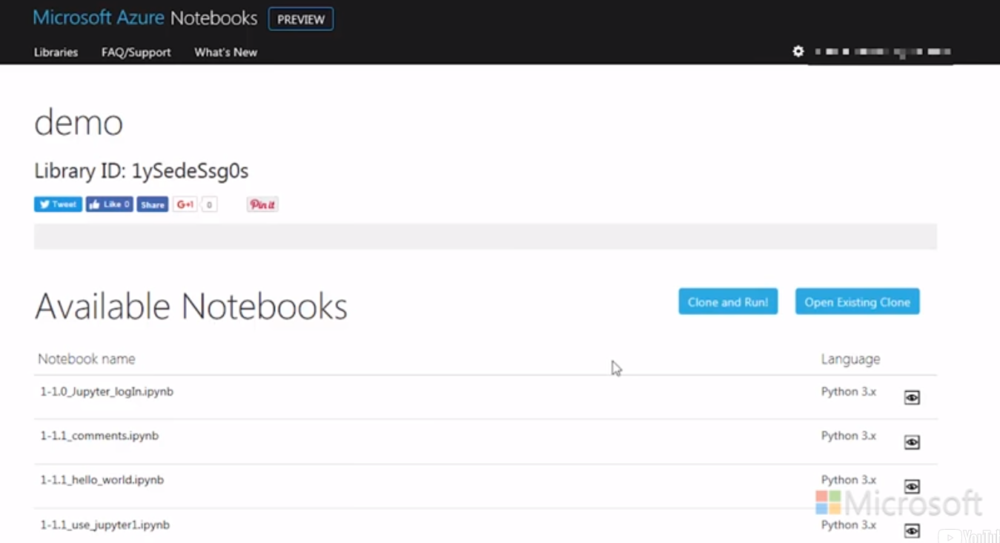 Microsoft Azure Notebooks PREVIEW
Libraries FAQ/Support What's New
demo
Library ID: 1ySedeSsg0s
Tweet Like 0 Share G+1 0 Pin it
Available Notebooks Clone and Run! Open Existing Clone
Notebook name Language
1-1.0_Jupyter_logIn.ipynb Python 3.x
1-1.1_comments.ipynb Python 3.x
1-1.1_hello_world.ipynb Python 3.x
Microsoft
1-1.1_use_jupyter1.ipynb Python 3.x